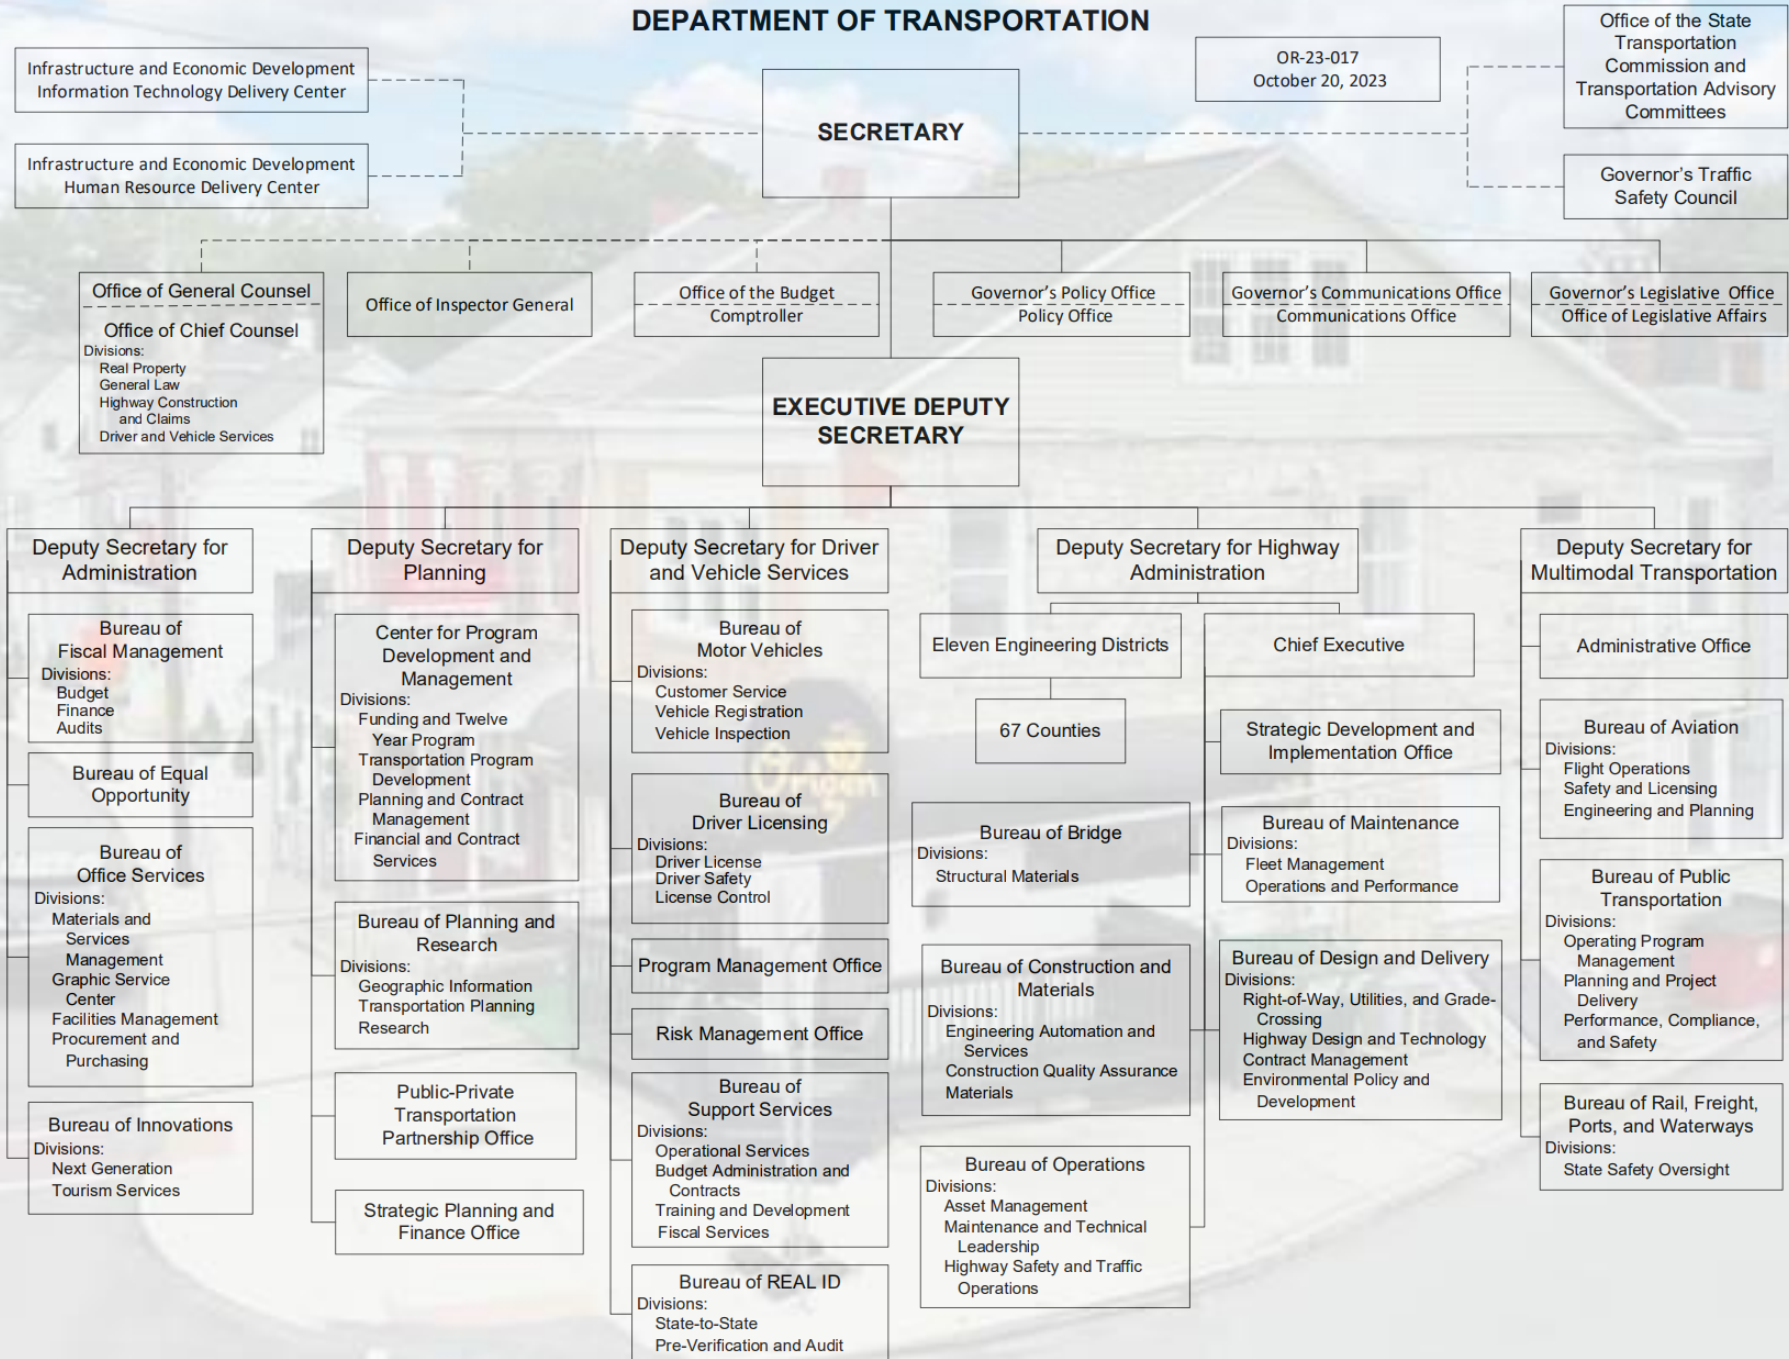 DEPARTMENT OF TRANSPORTATION
Infrastructure and Economic Development
Information Technology Delivery Center
Infrastructure and Economic Development
Human Resource Delivery Center
SECRETARY
OR-23-017
October 20, 2023
Office of the State
Transportation
Commission and
Transportation Advisory
Committees
Governor's Traffic
Safety Council
Office of General Counsel
Office of Chief Counsel
Divisions:
Real Property
General Law
Highway Construction
and Claims
Driver and Vehicle Services
Office of Inspector General
Office of the Budget
Comptroller
Governor's Policy Office
Policy Office
Governor's Communications Office
Communications Office
Governor's Legislative Office
Office of Legislative Affairs
EXECUTIVE DEPUTY
SECRETARY
Deputy Secretary for
Administration
Bureau of
Fiscal Management
Divisions:
Budget
Finance
Audits
Bureau of Equal
Opportunity
Bureau of
Office Services
Divisions:
Materials and
Services
Management
Graphic Service
Center
Facilities Management
Procurement and
Purchasing
Bureau of Innovations
Divisions:
Next Generation
Tourism Services
Deputy Secretary for
Planning
Center for Program
Development and
Management
Divisions:
Funding and Twelve
Year Program
Transportation Program
Development
Planning and Contract
Management
Financial and Contract
Services
Bureau of Planning and
Research
Divisions:
Geographic Information
Transportation Planning
Research
Public-Private
Transportation
Partnership Office
Strategic Planning and
Finance Office
Deputy Secretary for Driver
and Vehicle Services
Bureau of
Motor Vehicles
Divisions:
Customer Service
Vehicle Registration
Vehicle Inspection
Bureau of
Driver Licensing
Divisions:
Driver License
Driver Safety
License Control
Program Management Office
Risk Management Office
Bureau of
Support Services
Divisions:
Operational Services
Budget Administration and
Contracts
Training and Development
Fiscal Services
Bureau of REAL ID
Divisions:
State-to-State
Pre-Verification and Audit
Deputy Secretary for Highway
Administration
Eleven Engineering Districts
67 Counties
Chief Executive
Strategic Development and
Implementation Office
Bureau of Bridge
Divisions:
Structural Materials
Bureau of Maintenance
Divisions:
Fleet Management
Operations and Performance
Bureau of Construction and
Materials
Divisions:
Engineering Automation and
Services
Construction Quality Assurance
Materials
Bureau of Design and Delivery
Divisions:
Right-of-Way, Utilities, and Grade-
Crossing
Highway Design and Technology
Contract Management
Environmental Policy and
Development
Bureau of Operations
Divisions:
Asset Management
Maintenance and Technical
Leadership
Highway Safety and Traffic
Operations
Deputy Secretary for
Multimodal Transportation
Administrative Office
Bureau of Aviation
Divisions:
Flight Operations
Safety and Licensing
Engineering and Planning
Bureau of Public
Transportation
Divisions:
Operating Program
Management
Planning and Project
Delivery
Performance, Compliance,
and Safety
Bureau of Rail, Freight,
Ports, and Waterways
Divisions:
State Safety Oversight